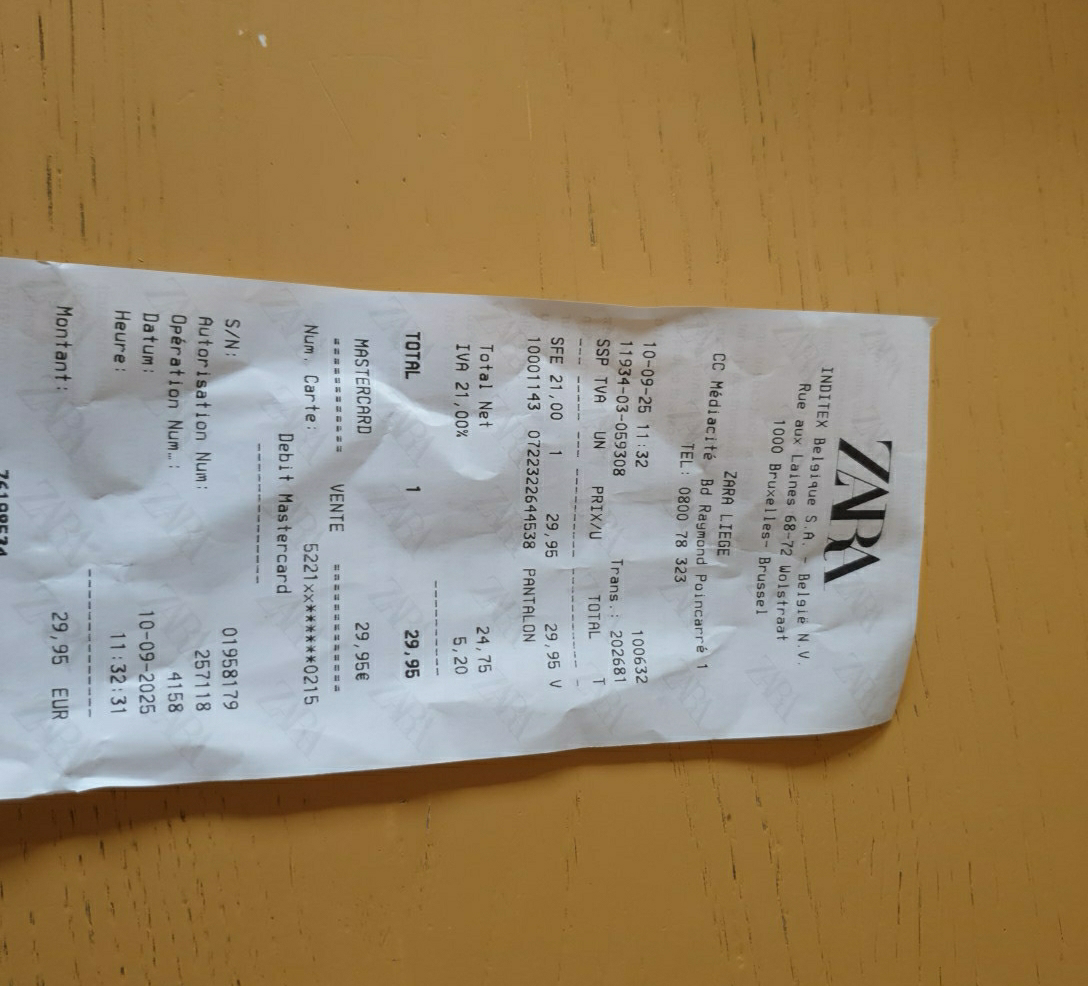 ZARA
INDITEX Belgique S.A. - België N.V.
Rue aux Laines 68-72 Wolstraat
1000 Bruxelles- Brussel
ZARA LIEGE
CC Médiacité Bd Raymond Poincarré 1
TEL: 0800 78 323
10-09-25 11:32 100632
11934-03-059308 Trans.: 202681
SSP TVA UN PRIX/U TOTAL T
--- ----- --- --------- ---------- -
SFE 21,00 1 29,95 29,95 V
10001143 0722322644538 PANTALON
Total Net 24,75
IVA 21,00% 5,20
----------
TOTAL 1 29,95
MASTERCARD 29,95€
=========== VENTE ============
Num. Carte: 5221xx******0215
Debit Mastercard
---------------
S/N: 01958179
Autorisation Num: 257118
Opération Num.: 4158
Datum: 10-09-2025
Heure: 11:32:31
---------------
Montant: 29,95 EUR